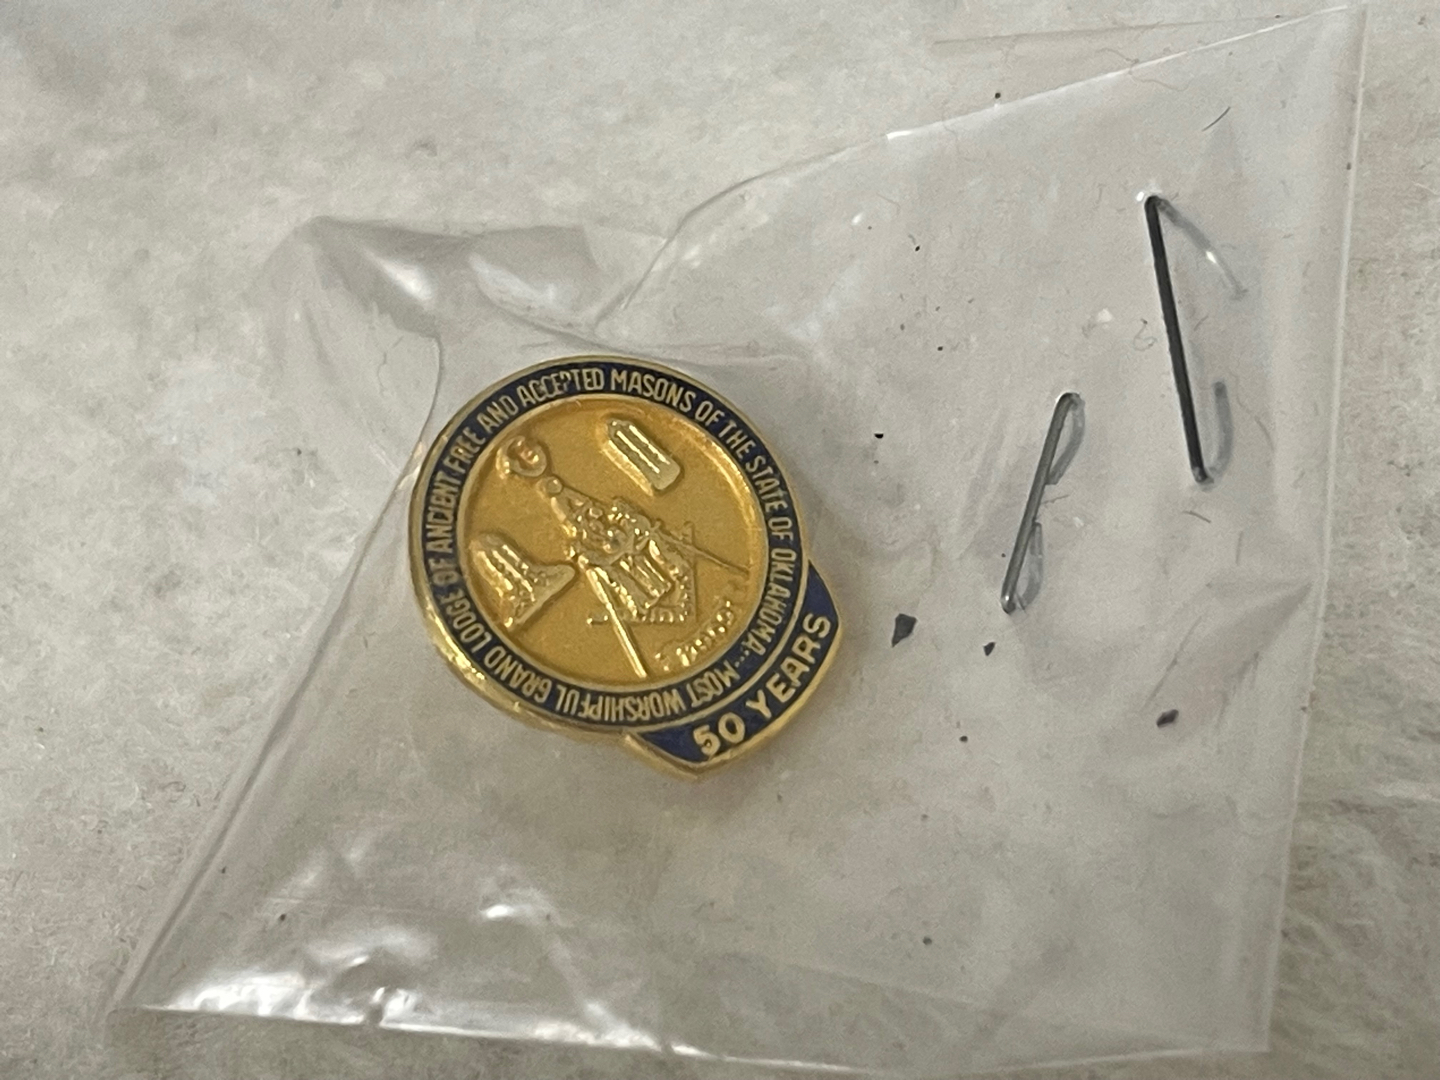 MOST WORSHIPFUL GRAND LODGE OF ANCIENT FREE AND ACCEPTED MASONS OF THE STATE OF OKLAHOMA...
50 YEARS